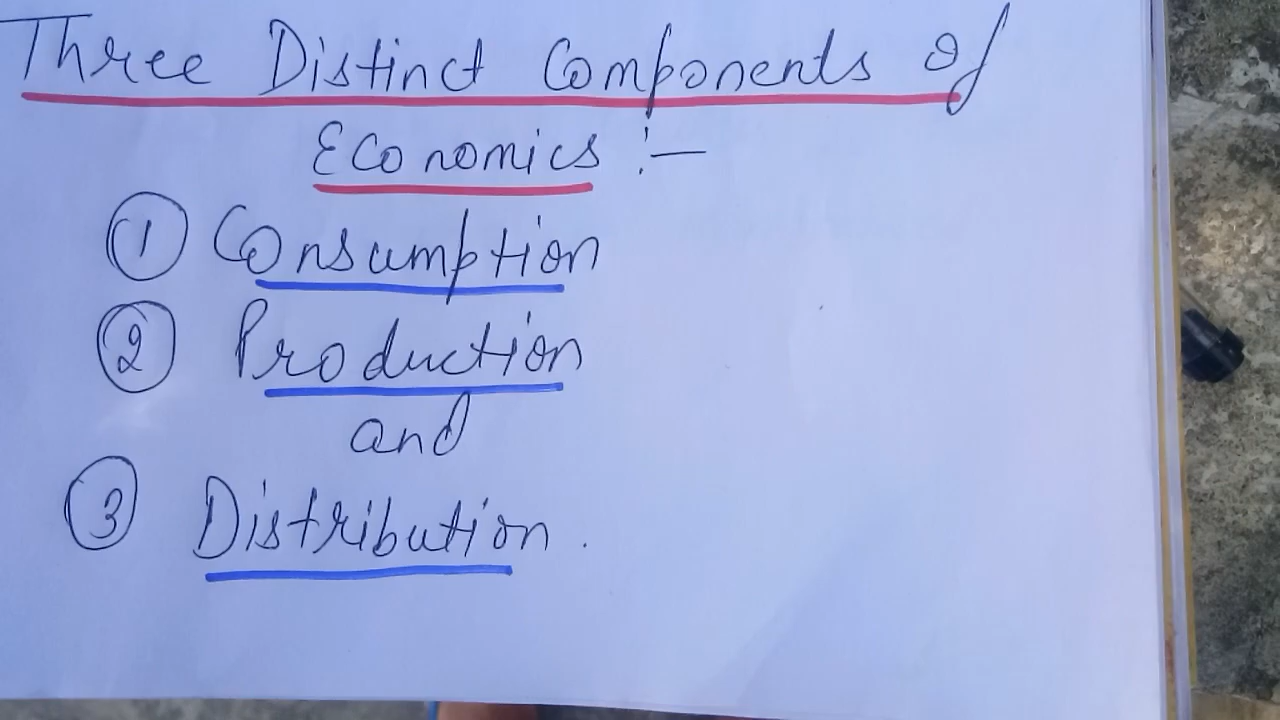 Three Distinct Components Of
Economics :-
① Consumption
② Production
and
③ Distribution.